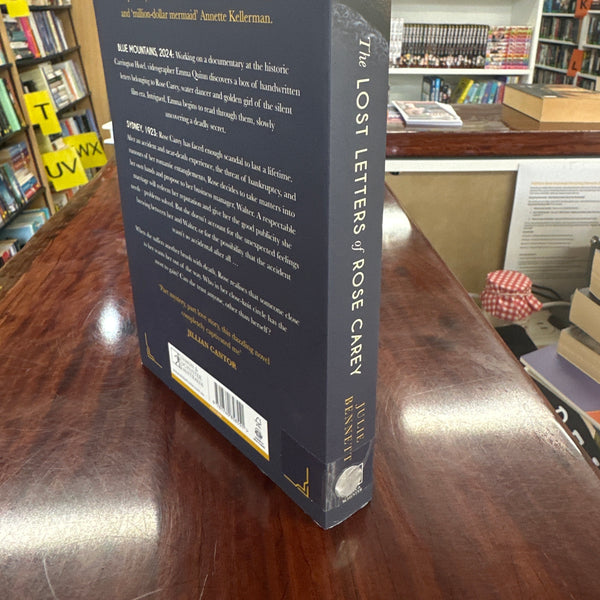 and 'million-dollar mermaid' Annette Kellerman.
BLUE MOUNTAINS, 2024: Working on a documentary at the historic
Carrington Hotel, videographer Emma Quinn discovers a box of handwritten
letters belonging to Rose Carey, water dancer and golden girl of the silent
film era. Intrigued, Emma begins to read through them, slowly
uncovering a deadly secret.
SYDNEY, 1923: Rose Carey has faced enough scandal to last a lifetime.
After an accident and near-death experience, the threat of bankruptcy, and
rumours of her romantic entanglements, Rose decides to take matters into
her own hands and propose to her business manager, Walter. A respectable
marriage will redeem her reputation and give her the good publicity she
needs – problem solved. But she doesn't account for the unexpected feelings
brewing between her and Walter, or for the possibility that the accident
wasn't so accidental after all . . .
When she suffers another brush with death, Rose realises that someone close
to her wants her out of the way. Who in her close-knit circle has the
most to gain? Can she trust anyone other than herself?
'Part mystery, part love story, this dazzling novel
completely captivated me'
JILLIAN CANTOR
The LOST LETTERS of ROSE CAREY
JULIE
BENNETT
T
UV
WX
K
A